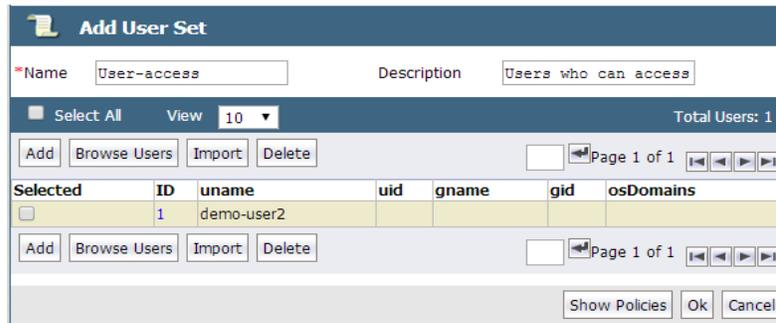 Add User Set
*Name User-access Description Users who can access
Select All View 10 Total Users: 1
Add Browse Users Import Delete Page 1 of 1
Selected ID uname uid gname gid osDomains
1 demo-user2
Add Browse Users Import Delete Page 1 of 1
Show Policies Ok Cancel